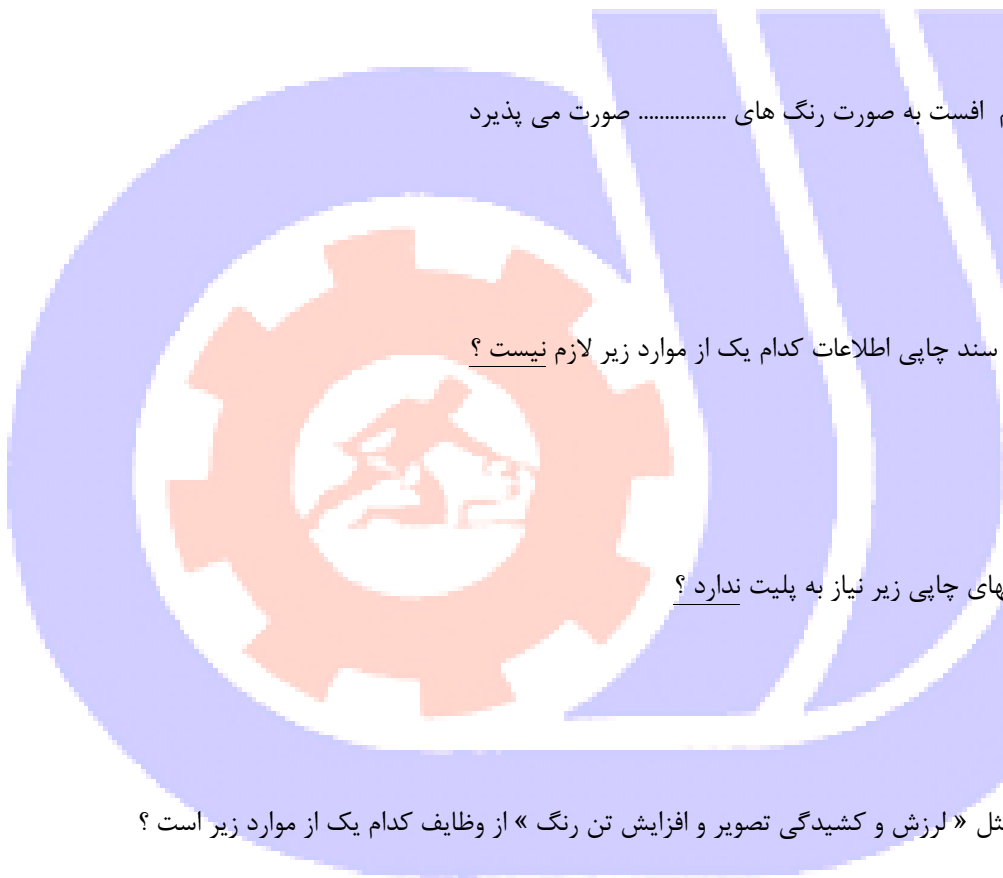 افست به صورت رنگ های ................. صورت می پذیرد
سند چاپی اطلاعات کدام یک از موارد زیر لازم نیست ؟
چاپی زیر نیاز به پلیت ندارد ؟
« لرزش و کشیدگی تصویر و افزایش تن رنگ » از وظایف کدام یک از موارد زیر است ؟